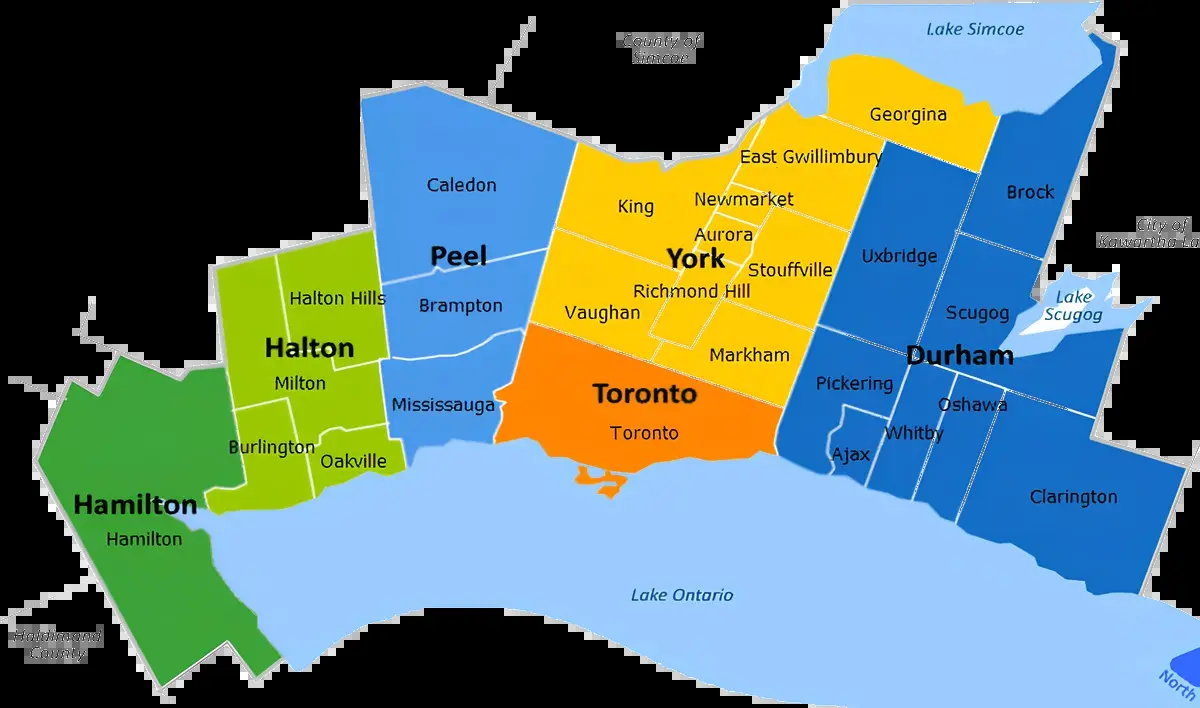 Lake Simcoe
County of
Simcoe
Georgina
East Gwillimbury
Caledon
King
Newmarket
Brock
Aurora
City of
Peel
York
Uxbridge
Stouffville
Halton Hills
Brampton
Richmond Hill
Vaughan
Lake
Scugog
Scugog
Halton
Markham
Durham
Milton
Pickering
Toronto
Mississauga
Oshawa
Toronto
Whitby
Burlington
Oakville
Ajax
Hamilton
Clarington
Hamilton
Lake Ontario
Haldimand
County
North